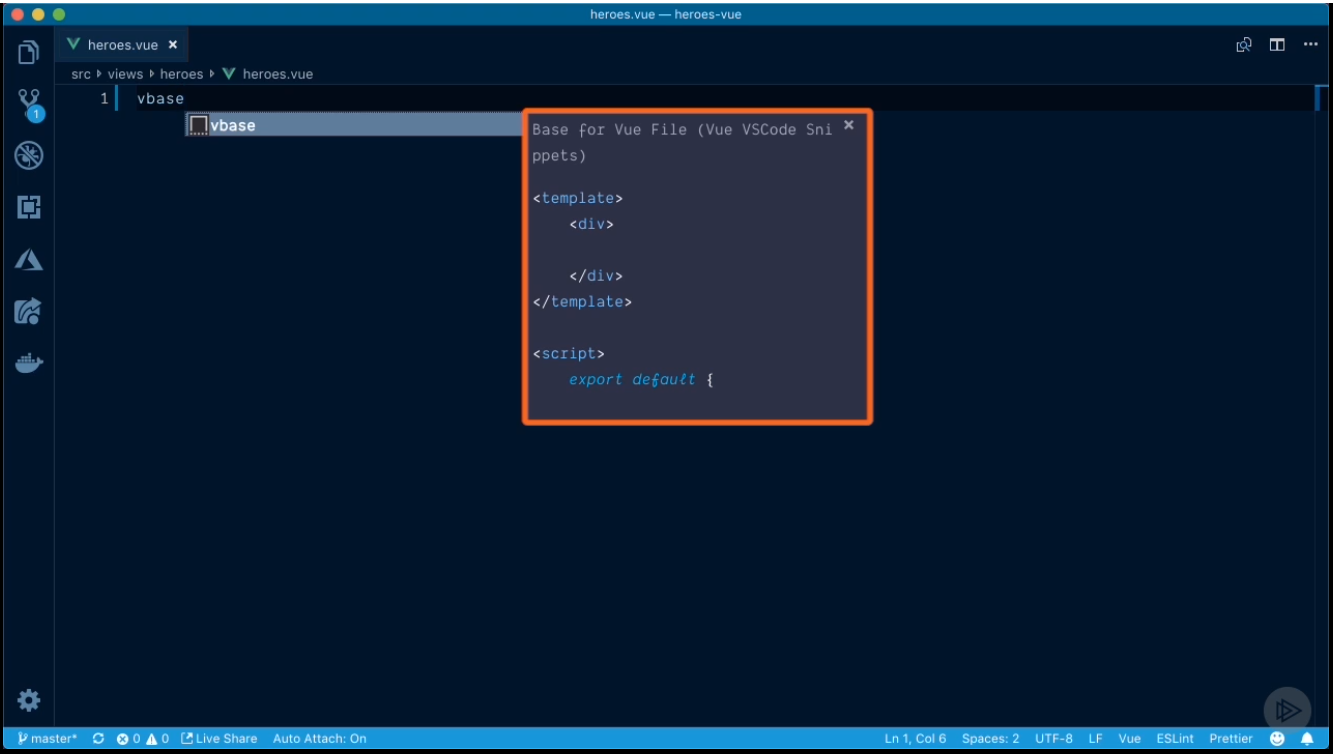 heroes.vue — heroes-vue
heroes.vue ×
src views heroes heroes.vue
1 vbase
1
vbase
Base for Vue File (Vue VSCode Sni ×
ppets)
<template>
    <div>
    </div>
</template>
<script>
    export default {
master* 0 0 Live Share Auto Attach: On Ln 1, Col 6 Spaces: 2 UTF-8 LF Vue ESLint Prettier